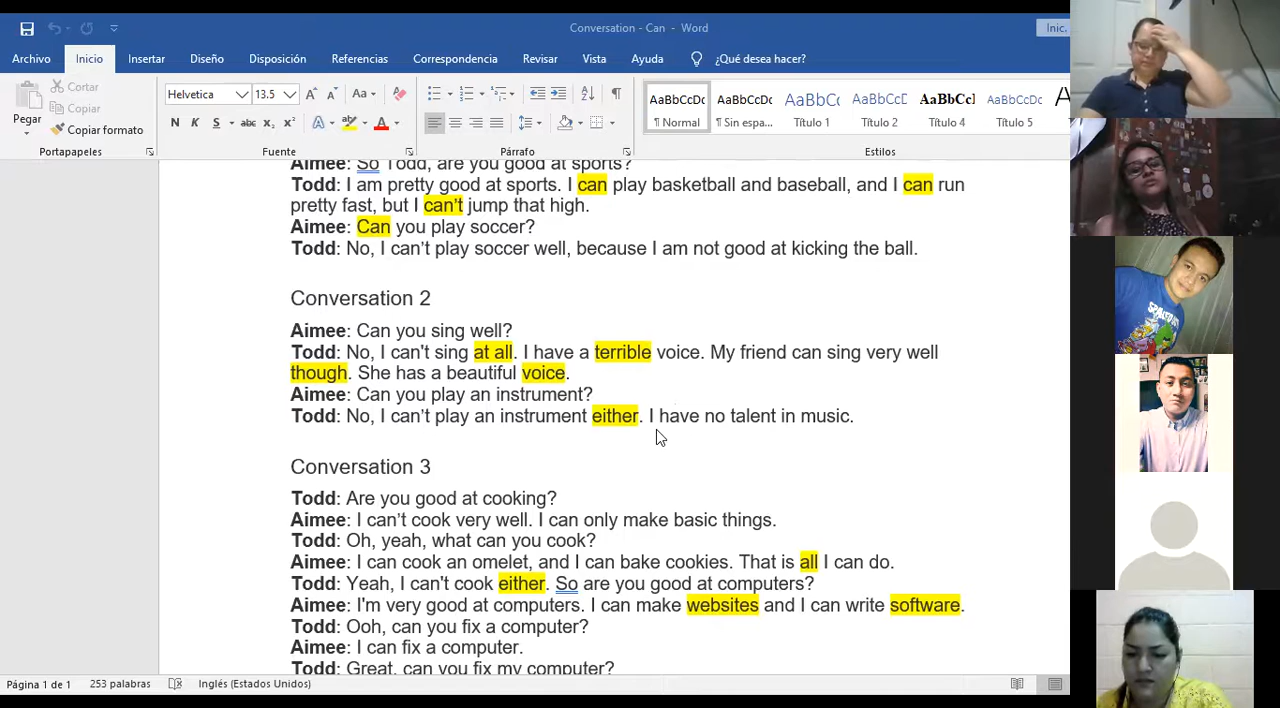 Conversation - Can - Word
Inic.
Archivo Inicio Insertar Diseño Disposición Referencias Correspondencia Revisar Vista Ayuda ¿Qué desea hacer?
Pegar
Cortar
Copiar
Copiar formato
Portapapeles
Helvetica 13.5
Aa
N K S abc x₂ x²
Fuente
Párrafo
AaBbCcDc AaBbCcDc AaBbCcD AaBbCcD AaBbCcI AaBbCcDc
¶ Normal ¶ Sin espa... Título 1 Título 2 Título 4 Título 5
Estilos
Aimee: So Todd, are you good at sports?
Todd: I am pretty good at sports. I can play basketball and baseball, and I can run
pretty fast, but I can't jump that high.
Aimee: Can you play soccer?
Todd: No, I can’t play soccer well, because I am not good at kicking the ball.
Conversation 2
Aimee: Can you sing well?
Todd: No, I can't sing at all. I have a terrible voice. My friend can sing very well
though. She has a beautiful voice.
Aimee: Can you play an instrument?
Todd: No, I can’t play an instrument either. I have no talent in music.
Conversation 3
Todd: Are you good at cooking?
Aimee: I can’t cook very well. I can only make basic things.
Todd: Oh, yeah, what can you cook?
Aimee: I can cook an omelet, and I can bake cookies. That is all I can do.
Todd: Yeah, I can't cook either. So are you good at computers?
Aimee: I'm very good at computers. I can make websites and I can write software.
Todd: Ooh, can you fix a computer?
Aimee: I can fix a computer.
Todd: Great, can you fix my computer?
Página 1 de 1 253 palabras Inglés (Estados Unidos)